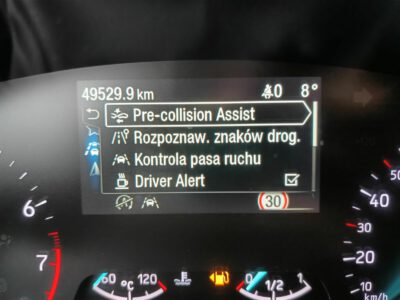 49529.9 km 0 8°
Pre-collision Assist
Rozpoznaw. znaków drog.
Kontrola pasa ruchu
Driver Alert
30
6
7
50
40
30
20
10
km/h
60 °C 120
0 1/2 1